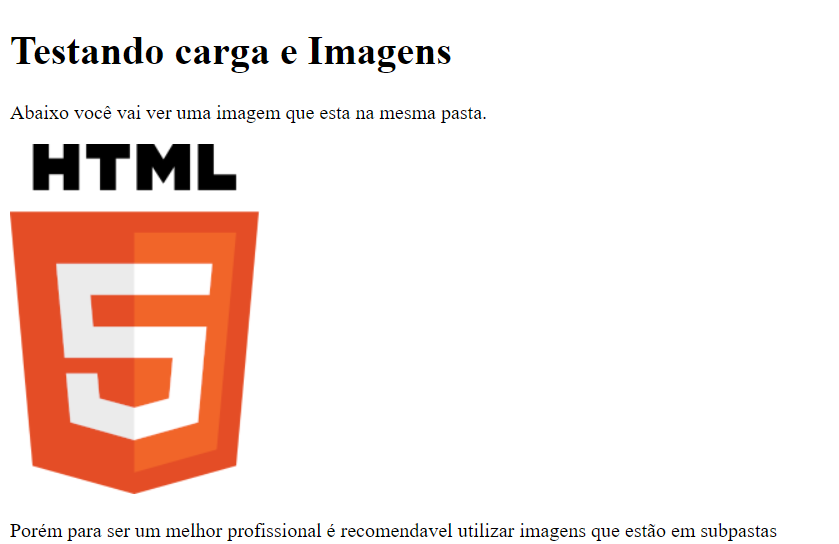 Testando carga e Imagens
Abaixo você vai ver uma imagem que esta na mesma pasta.
HTML
5
Porém para ser um melhor profissional é recomendavel utilizar imagens que estão em subpastas